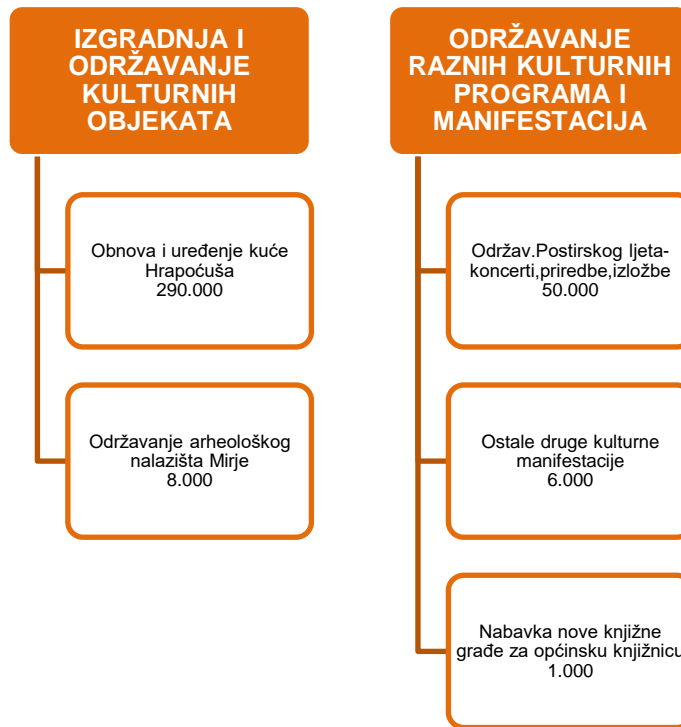 IZGRADNJA I
ODRŽAVANJE
KULTURNIH
OBJEKATA
Obnova i uređenje kuće
Hrapoćuša
290.000
Održavanje arheološkog
nalazišta Mirje
8.000
ODRŽAVANJE
RAZNIH KULTURNIH
PROGRAMA I
MANIFESTACIJA
Održav.Postirskog ljeta-
koncerti,priredbe,izložbe
50.000
Ostale druge kulturne
manifestacije
6.000
Nabavka nove knjižne
građe za općinsku knjižnicu
1.000